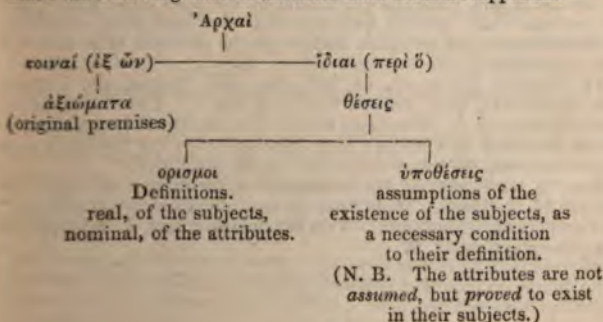 Ἀρχαὶ
κοιναί (ἐξ ὧν)
ἴδιαι (περὶ ὅ)
ἀξιώματα
(original premises)
θέσεις
ορισμοι
Definitions.
real, of the subjects,
nominal, of the attributes.
ὑποθέσεις
assumptions of the
existence of the subjects, as
a necessary condition
to their definition.
(N. B. The attributes are not
assumed, but proved to exist
in their subjects.)